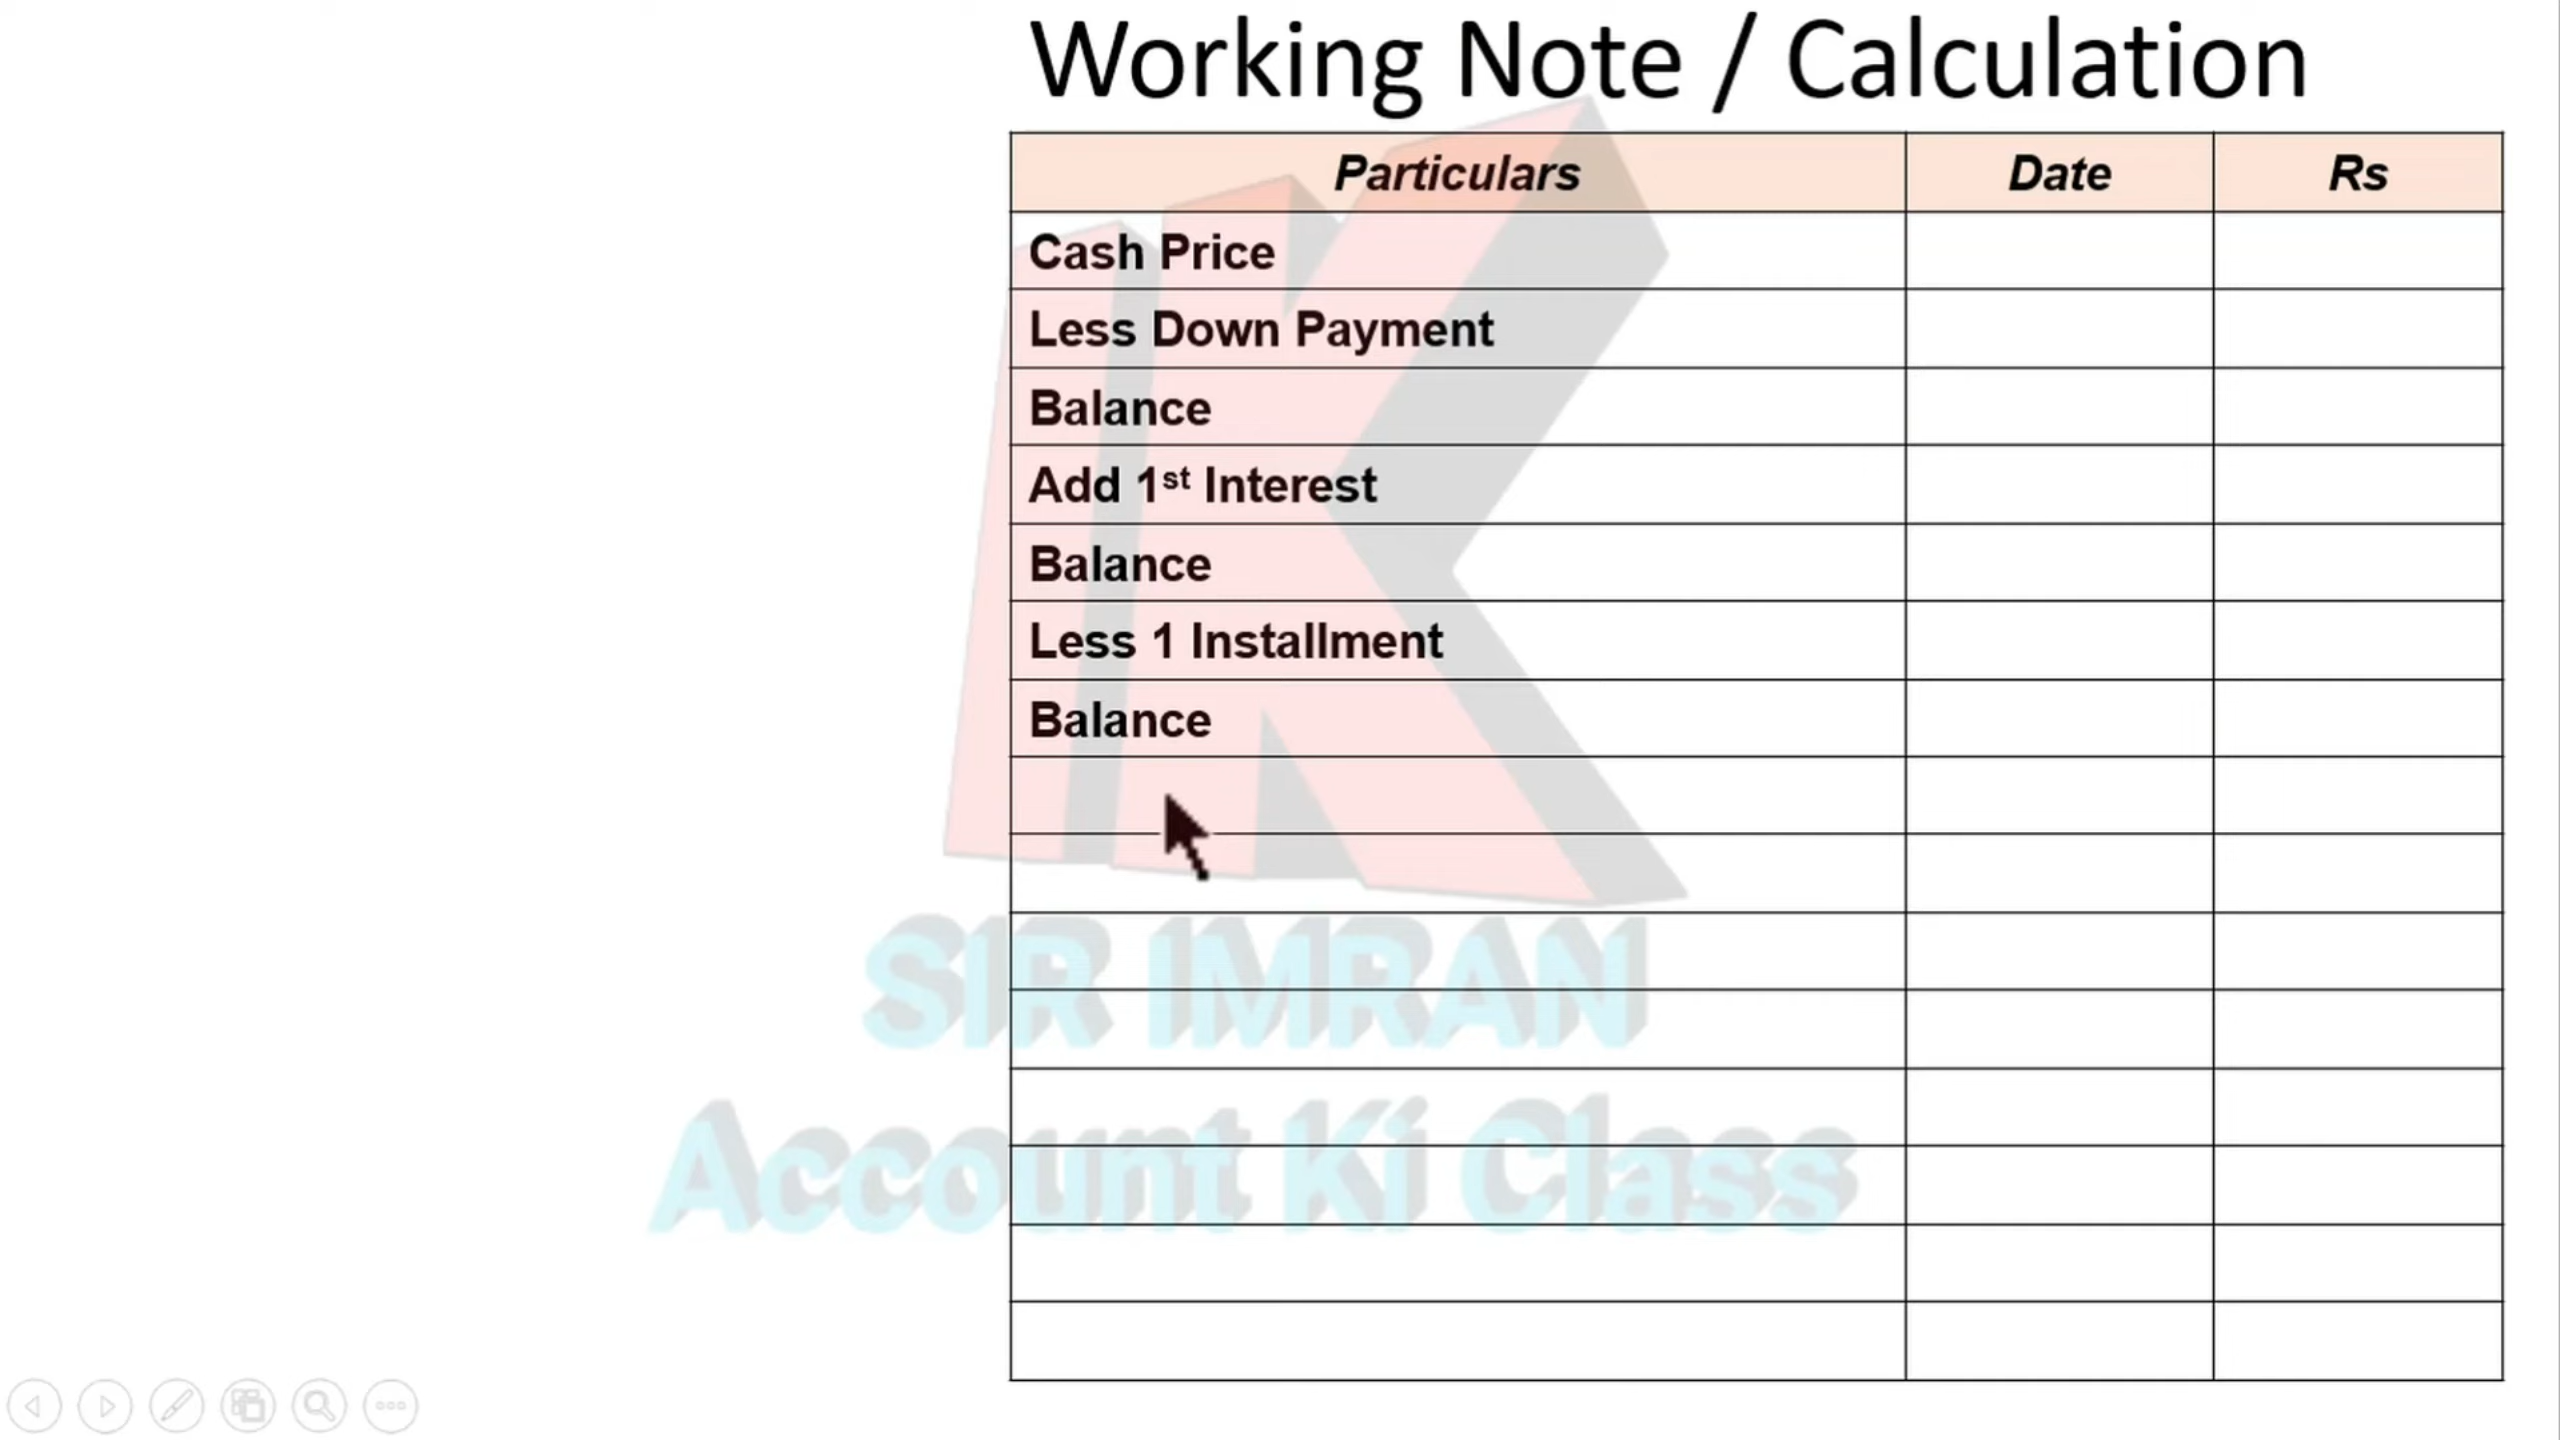 Working Note / Calculation
Particulars Date Rs
Cash Price
Less Down Payment
Balance
Add 1st Interest
Balance
Less 1 Installment
Balance
SIR IMRAN
Account Ki Class